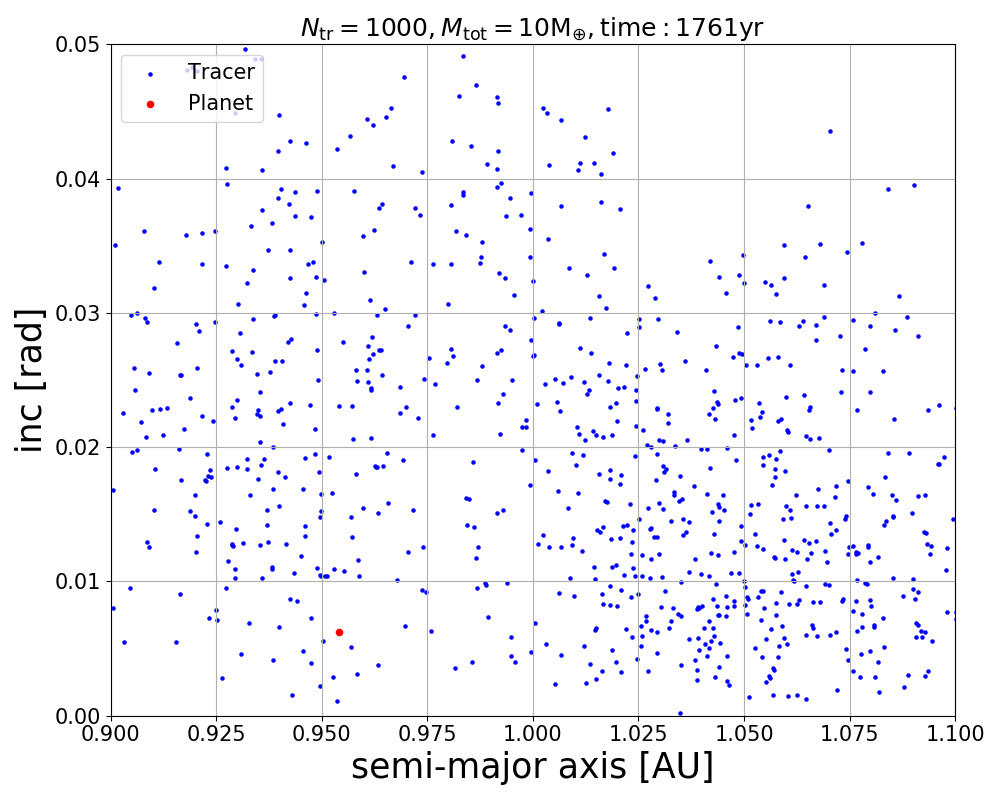 N_tr = 1000, M_tot = 10M_⊕, time : 1761yr
0.05
Tracer
Planet
0.04
0.03
inc [rad]
0.02
0.01
0.00
0.900 0.925 0.950 0.975 1.000 1.025 1.050 1.075 1.100
semi-major axis [AU]